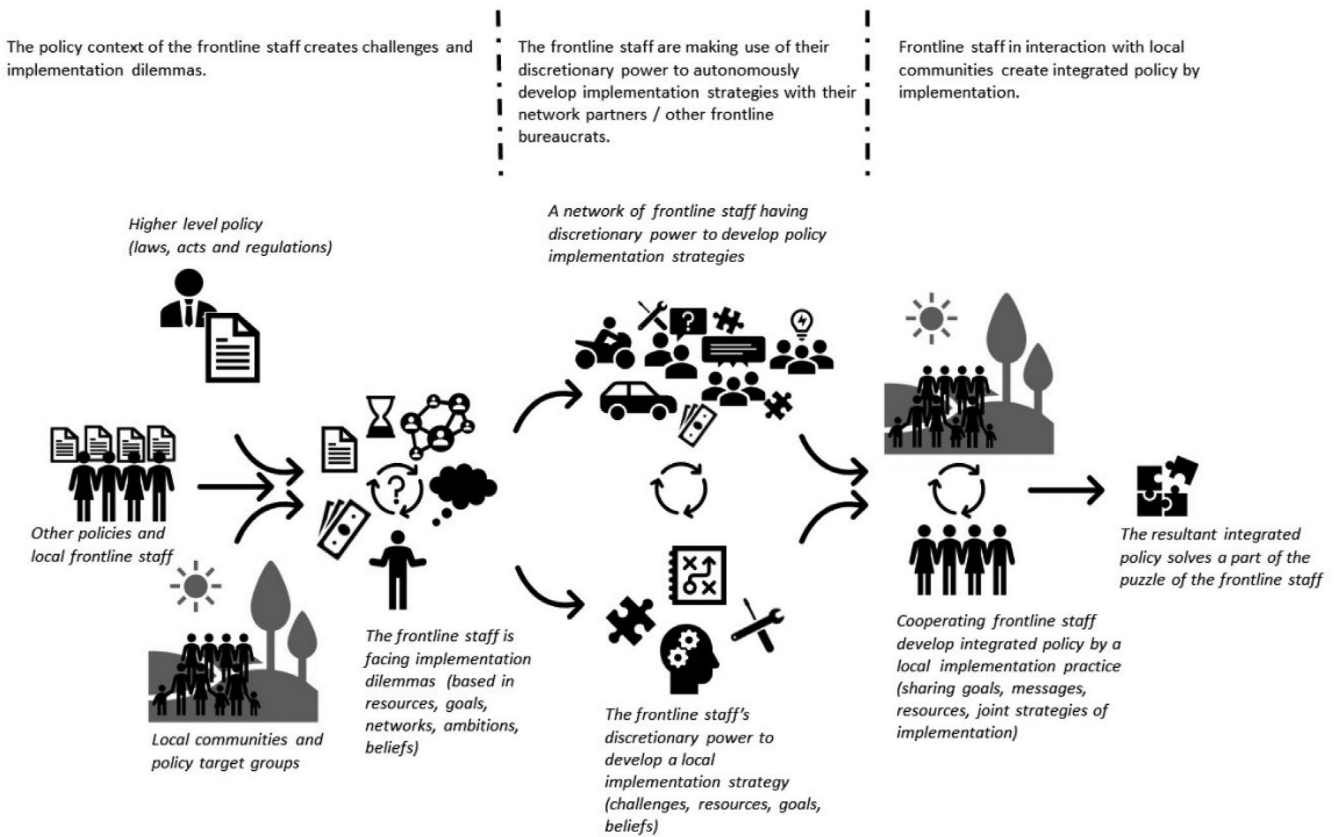 The policy context of the frontline staff creates challenges and
implementation dilemmas.
The frontline staff are making use of their
discretionary power to autonomously
develop implementation strategies with their
network partners / other frontline
bureaucrats.
Frontline staff in interaction with local
communities create integrated policy by
implementation.
Higher level policy
(laws, acts and regulations)
Other policies and
local frontline staff
Local communities and
policy target groups
?
The frontline staff is
facing implementation
dilemmas (based in
resources, goals,
networks, ambitions,
beliefs)
A network of frontline staff having
discretionary power to develop policy
implementation strategies
?
The frontline staff's
discretionary power to
develop a local
implementation strategy
(challenges, resources, goals,
beliefs)
Cooperating frontline staff
develop integrated policy by a
local implementation practice
(sharing goals, messages,
resources, joint strategies of
implementation)
The resultant integrated
policy solves a part of the
puzzle of the frontline staff